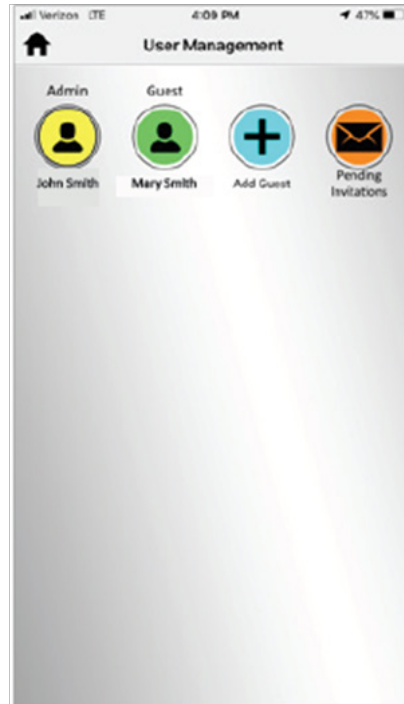 Verizon LTE 4:09 PM 47%
User Management
Admin Guest
John Smith Mary Smith Add Guest Pending
Invitations